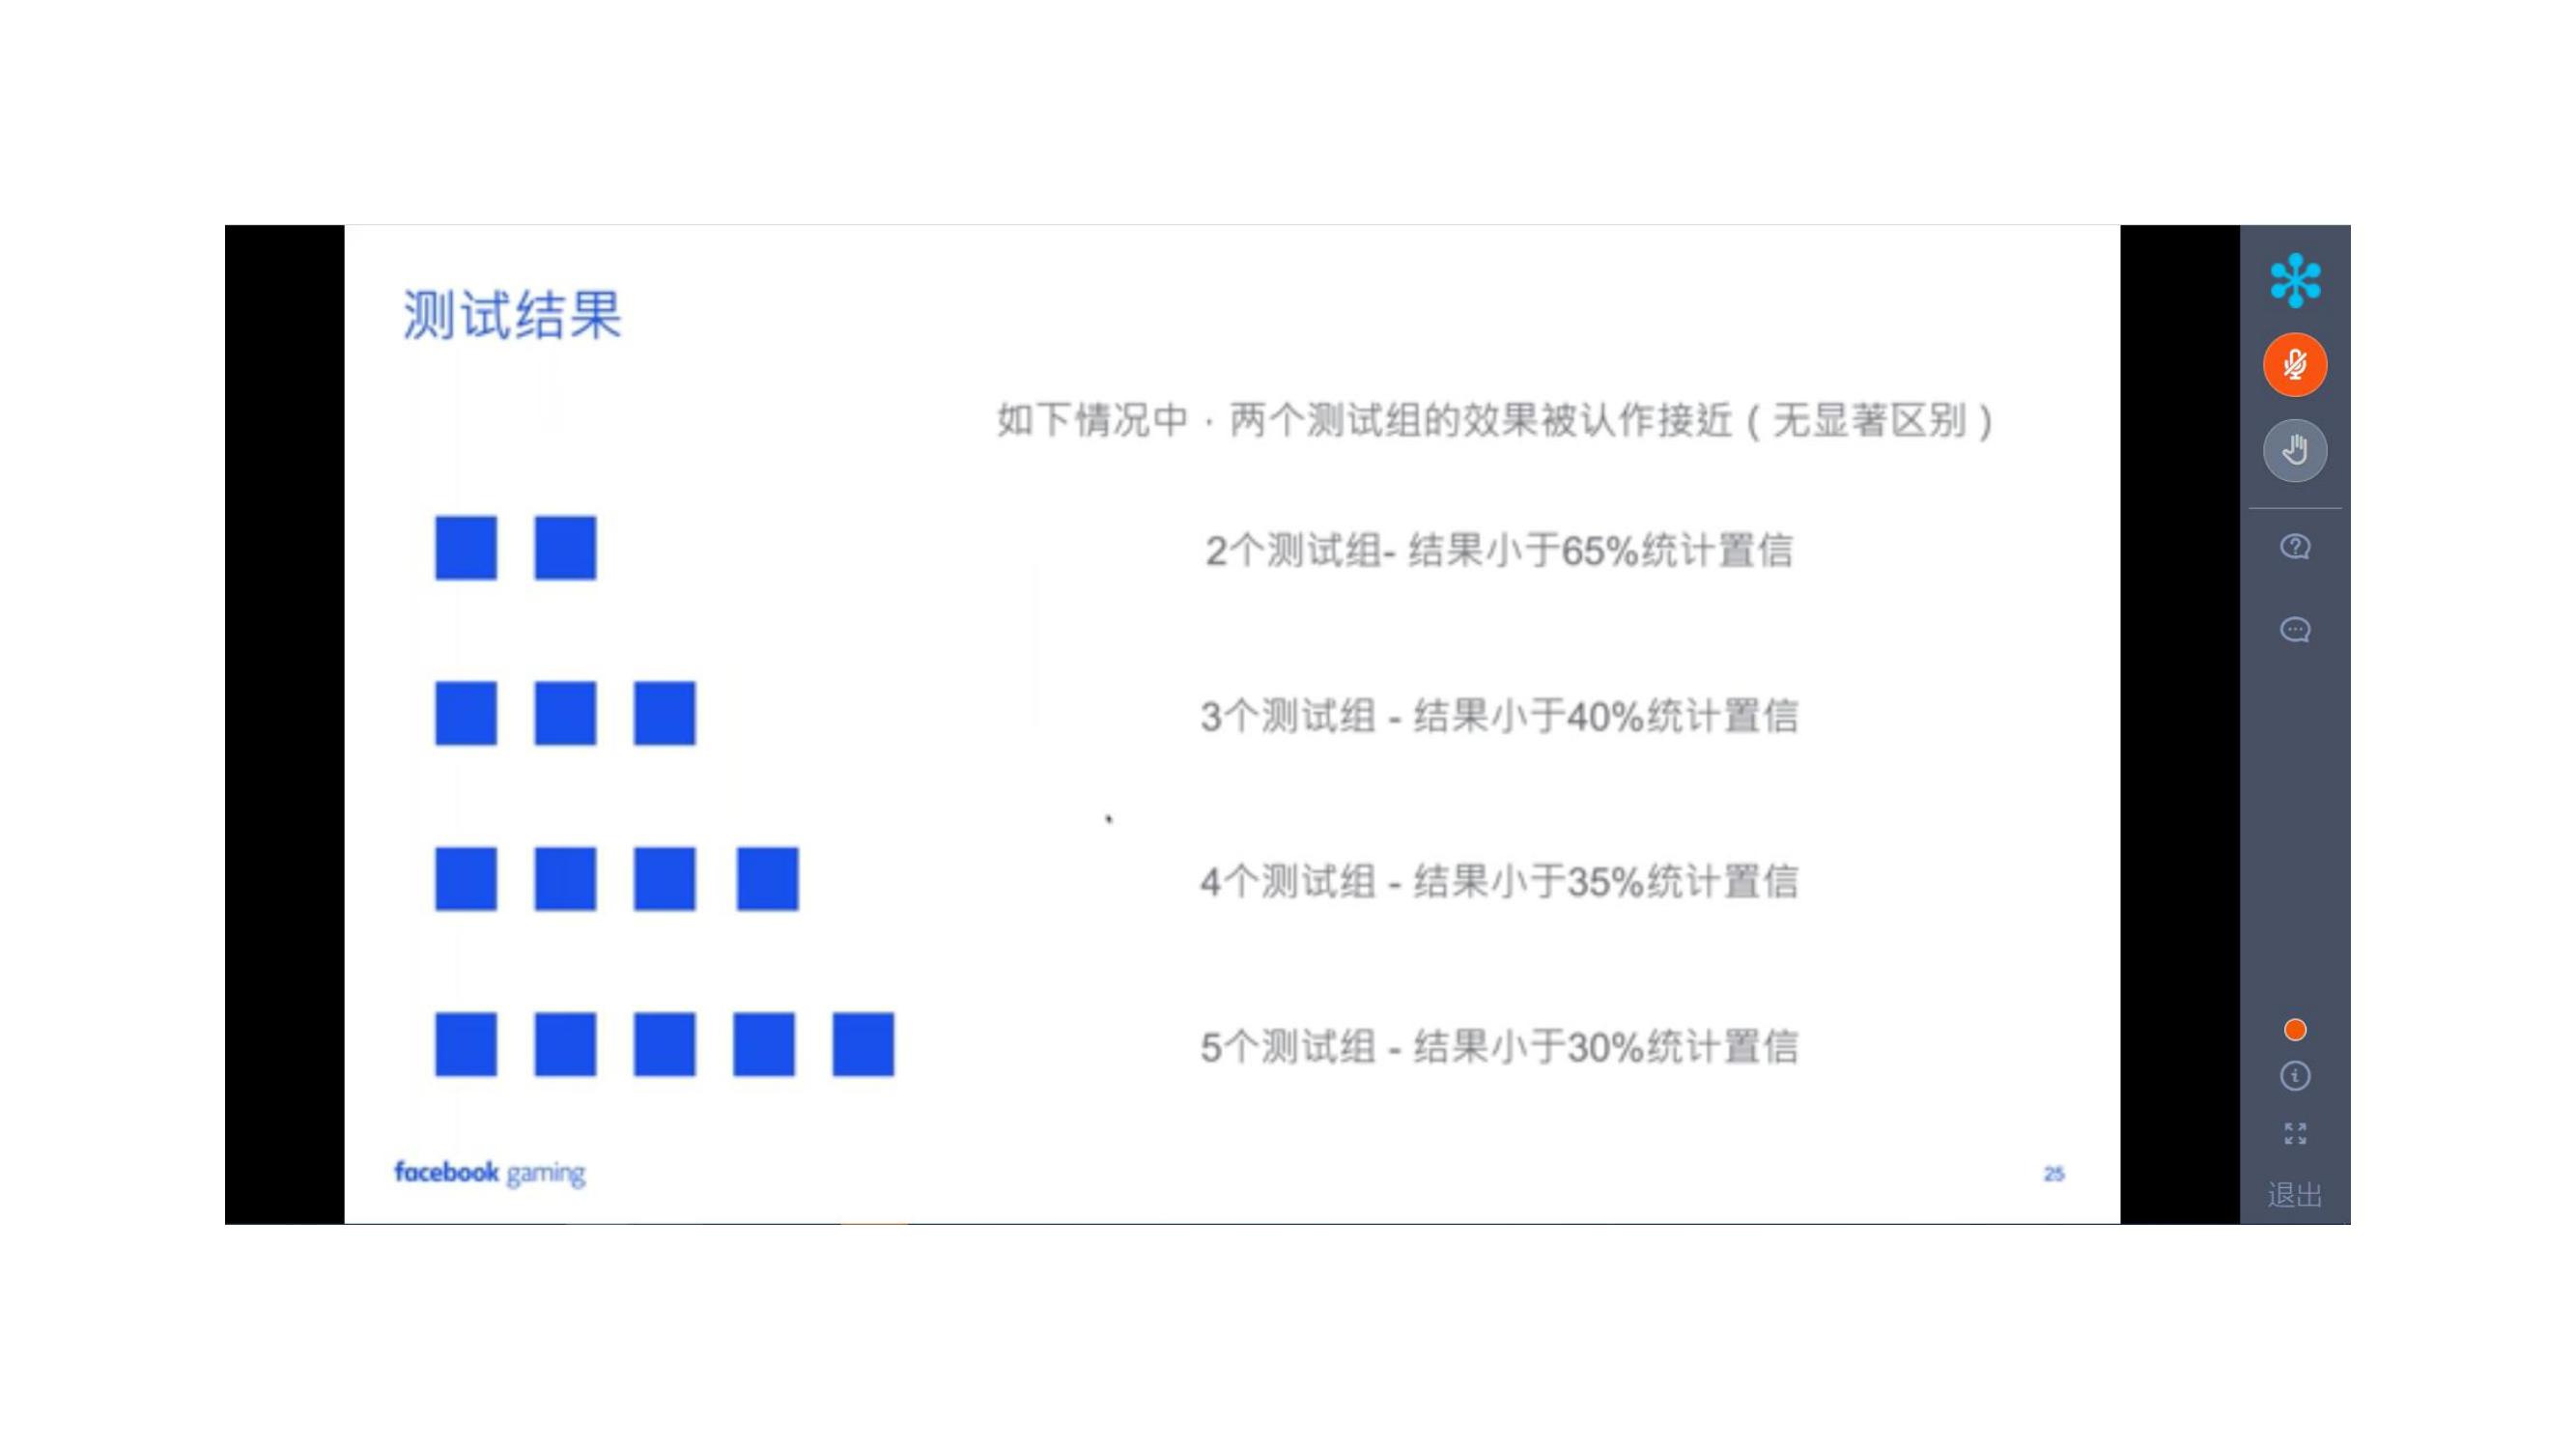 测试结果
如下情况中，两个测试组的效果被认作接近（无显著区别）
2个测试组- 结果小于65%统计置信
3个测试组 - 结果小于40%统计置信
4个测试组 - 结果小于35%统计置信
5个测试组 - 结果小于30%统计置信
facebook gaming
25
退出